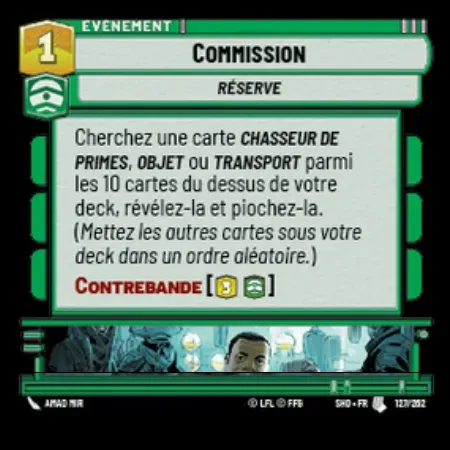 ÉVÉNEMENT
1
COMMISSION
RÉSERVE
Cherchez une carte CHASSEUR DE
PRIMES, OBJET ou TRANSPORT parmi
les 10 cartes du dessus de votre
deck, révélez-la et piochez-la.
(Mettez les autres cartes sous votre
deck dans un ordre aléatoire.)
CONTREBANDE [3]
AMAD MIR
© LFL © FFG
SHD • FR
127/262